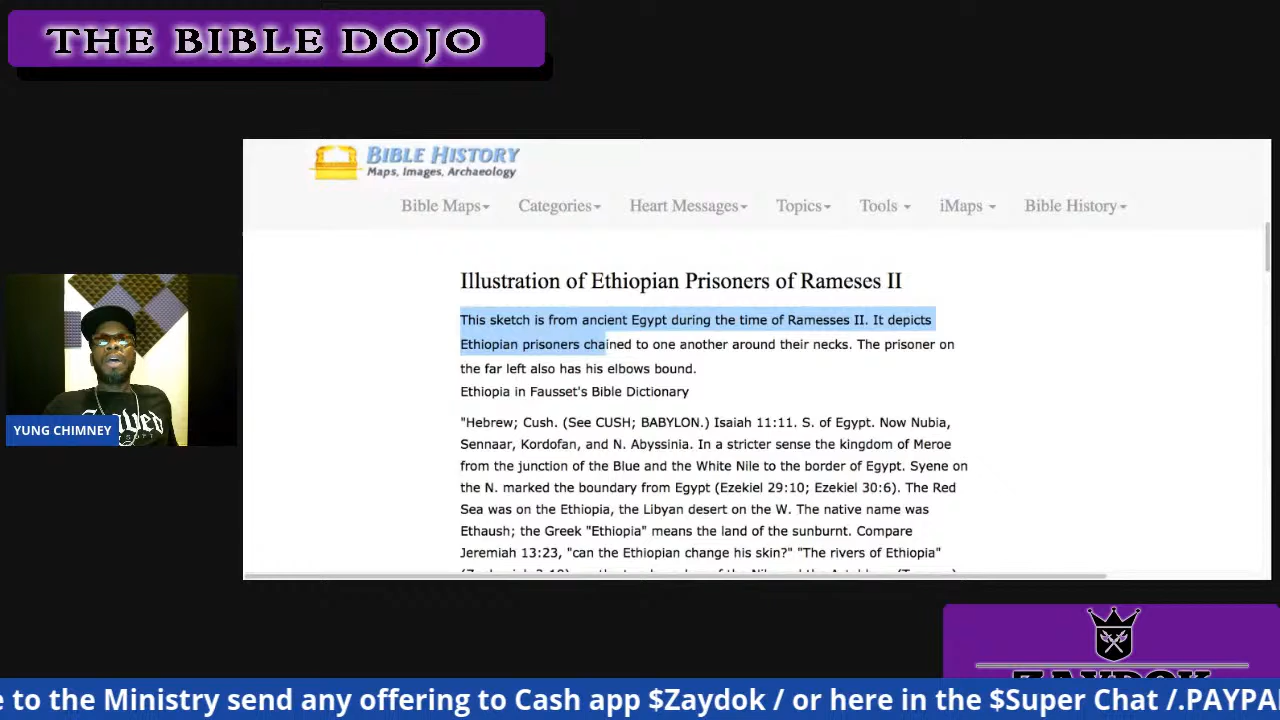 THE BIBLE DOJO
BIBLE HISTORY
Maps, Images, Archaeology
Bible Maps
Categories
Heart Messages
Topics
Tools
iMaps
Bible History
Illustration of Ethiopian Prisoners of Rameses II
This sketch is from ancient Egypt during the time of Ramesses II. It depicts
Ethiopian prisoners chained to one another around their necks. The prisoner on
the far left also has his elbows bound.
Ethiopia in Fausset's Bible Dictionary
"Hebrew; Cush. (See CUSH; BABYLON.) Isaiah 11:11. S. of Egypt. Now Nubia,
Sennaar, Kordofan, and N. Abyssinia. In a stricter sense the kingdom of Meroe
from the junction of the Blue and the White Nile to the border of Egypt. Syene on
the N. marked the boundary from Egypt (Ezekiel 29:10; Ezekiel 30:6). The Red
Sea was on the Ethiopia, the Libyan desert on the W. The native name was
Ethaush; the Greek "Ethiopia" means the land of the sunburnt. Compare
Jeremiah 13:23, "can the Ethiopian change his skin?" "The rivers of Ethiopia"
YUNG CHIMNEY
ZAYDOK
e to the Ministry send any offering to Cash app $Zaydok / or here in the $Super Chat /.PAYPA